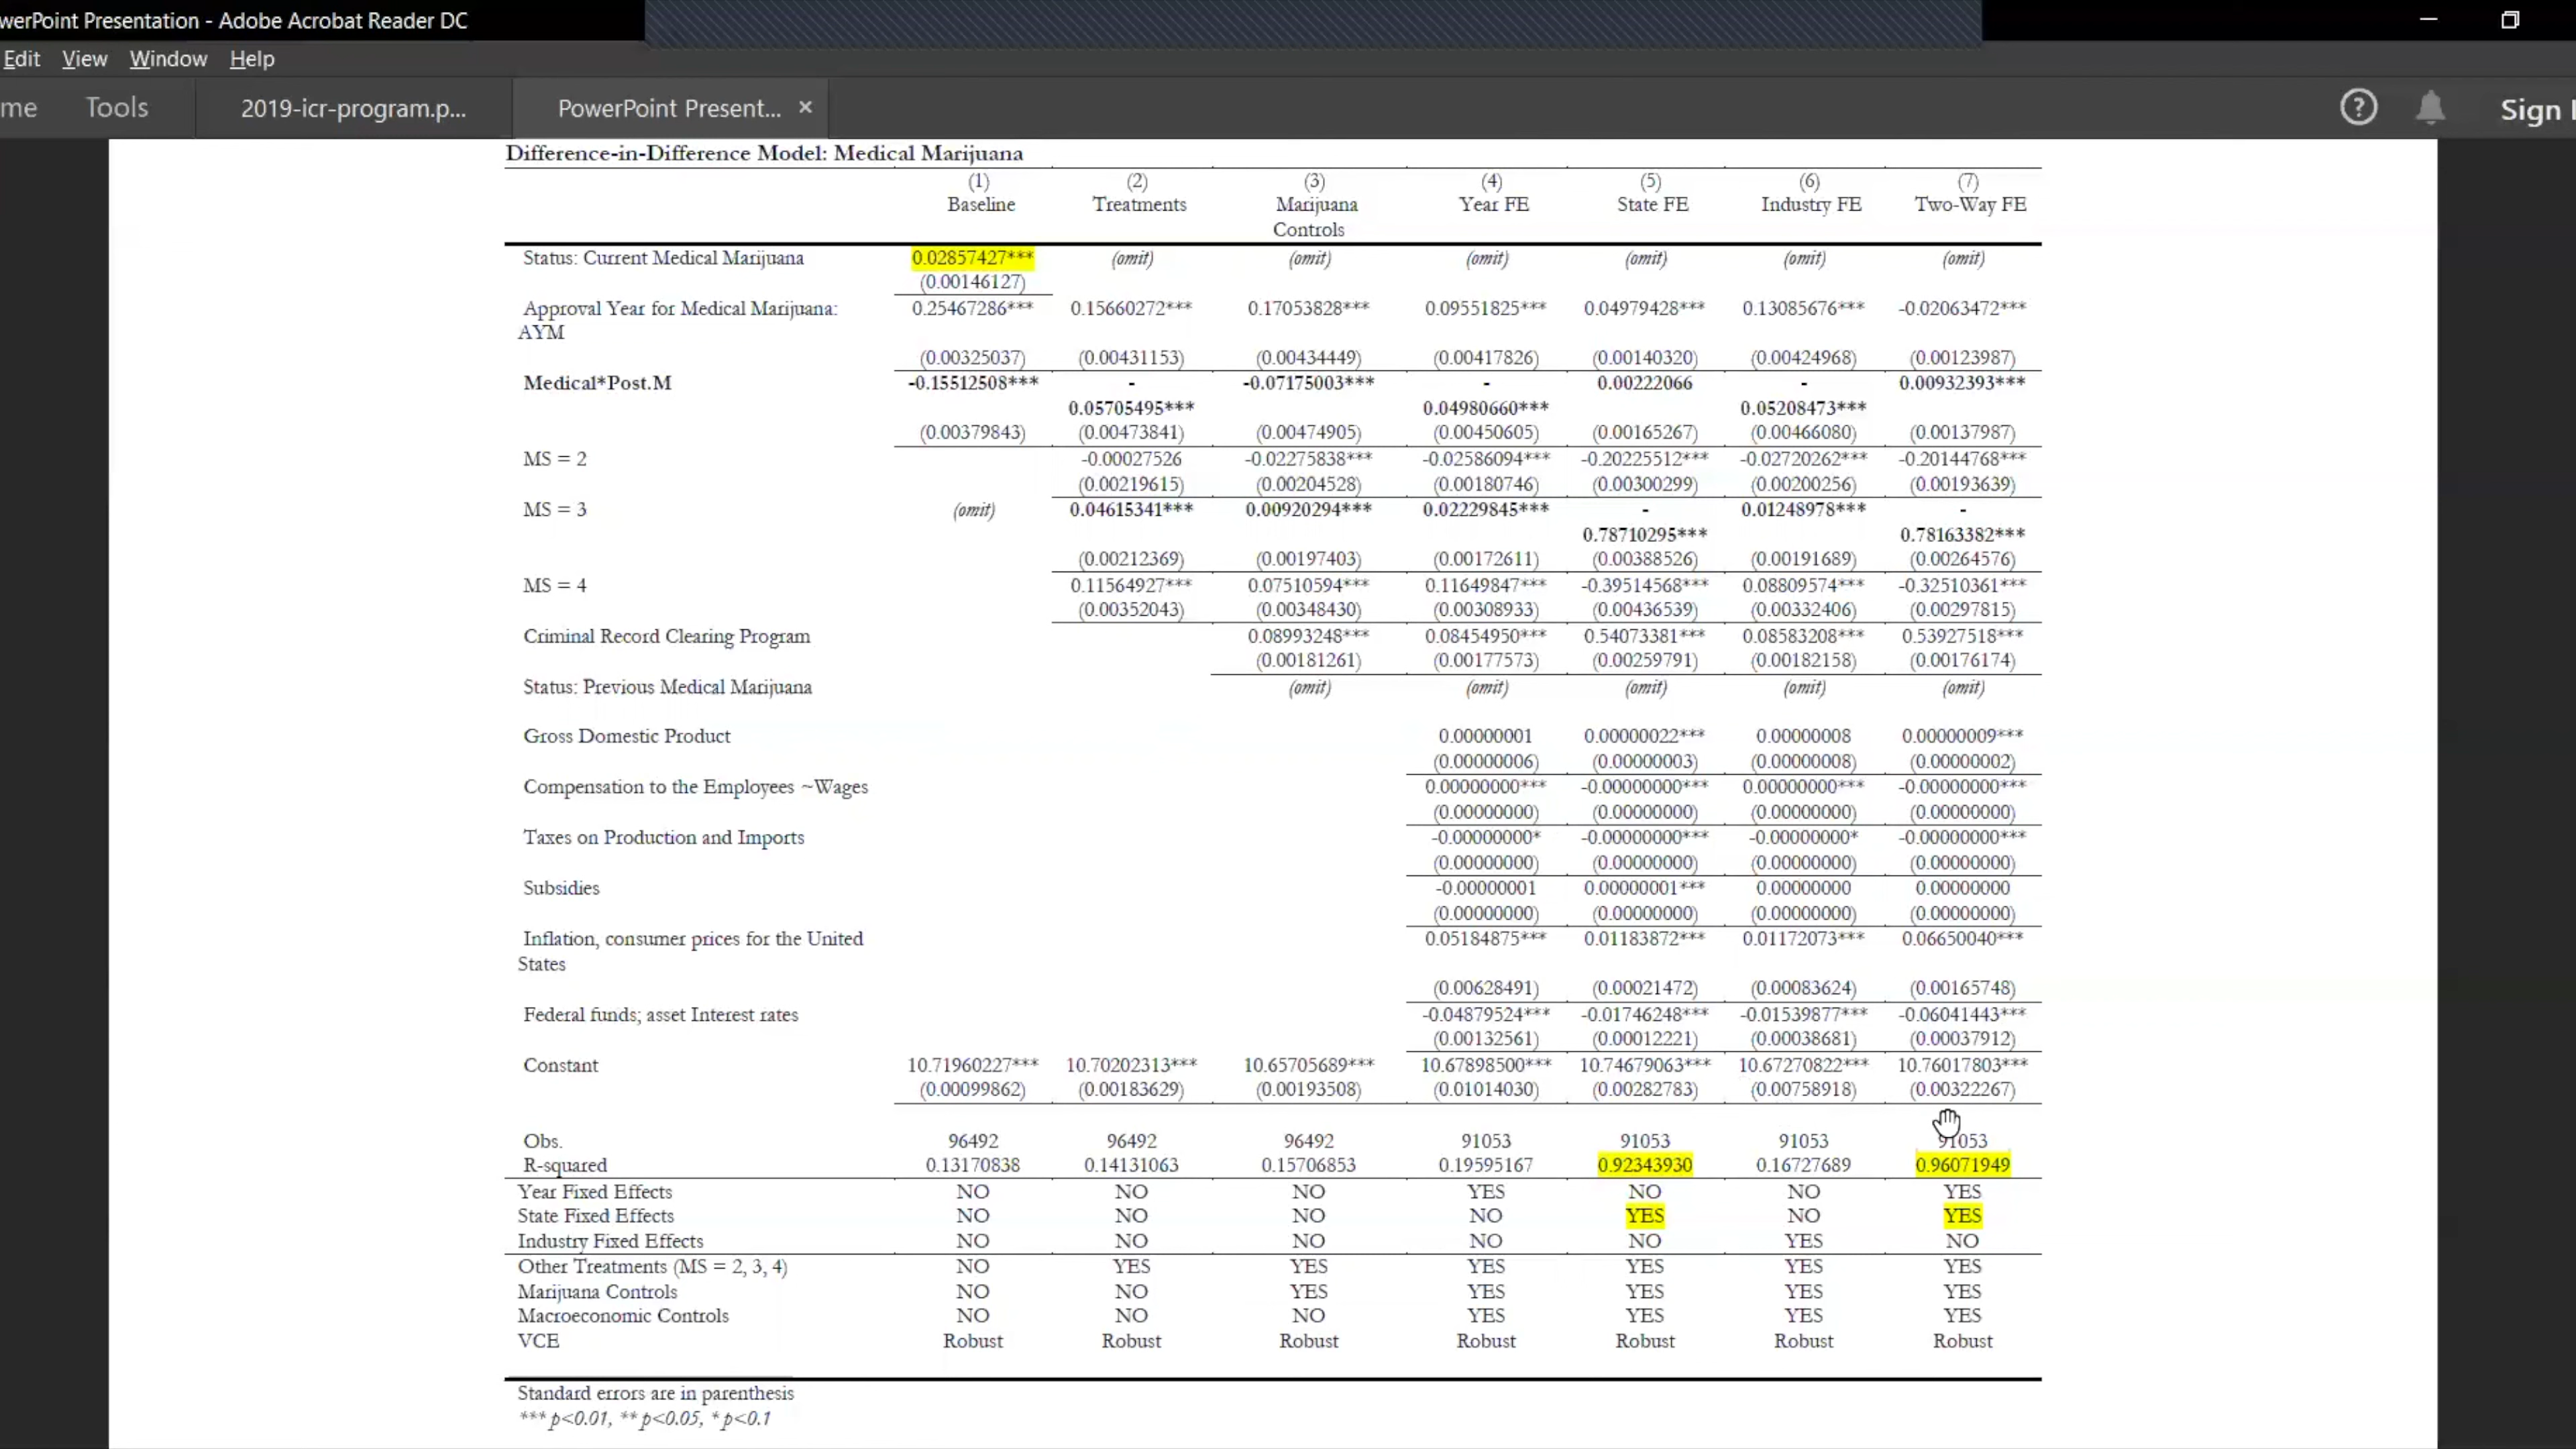 werPoint Presentation - Adobe Acrobat Reader DC
Edit View Window Help
me Tools 2019-icr-program.p... PowerPoint Present... × ? Sign
Difference-in-Difference Model: Medical Marijuana
(1) (2) (3) (4) (5) (6) (7)
Baseline Treatments Marijuana Year FE State FE Industry FE Two-Way FE
Controls
Status: Current Medical Marijuana 0.02857427*** (omit) (omit) (omit) (omit) (omit) (omit)
(0.00146127)
Approval Year for Medical Marijuana: 0.25467286*** 0.15660272*** 0.17053828*** 0.09551825*** 0.04979428*** 0.13085676*** -0.02063472***
AYM
(0.00325037) (0.00431153) (0.00434449) (0.00417826) (0.00140320) (0.00424968) (0.00123987)
Medical*Post.M -0.15512508*** - -0.07175003*** - 0.00222066 - 0.00932393***
0.05705495*** 0.04980660*** 0.05208473***
(0.00379843) (0.00473841) (0.00474905) (0.00450605) (0.00165267) (0.00466080) (0.00137987)
MS = 2 -0.00027526 -0.02275838*** -0.02586094*** -0.20225512*** -0.02720262*** -0.20144768***
(0.00219615) (0.00204528) (0.00180746) (0.00300299) (0.00200256) (0.00193639)
MS = 3 (omit) 0.04615341*** 0.00920294*** 0.02229845*** - 0.01248978*** -
0.78710295*** 0.78163382***
(0.00212369) (0.00197403) (0.00172611) (0.00388526) (0.00191689) (0.00264576)
MS = 4 0.11564927*** 0.07510594*** 0.11649847*** -0.39514568*** 0.08809574*** -0.32510361***
(0.00352043) (0.00348430) (0.00308933) (0.00436539) (0.00332406) (0.00297815)
Criminal Record Clearing Program 0.08993248*** 0.08454950*** 0.54073381*** 0.08583208*** 0.53927518***
(0.00181261) (0.00177573) (0.00259791) (0.00182158) (0.00176174)
Status: Previous Medical Marijuana (omit) (omit) (omit) (omit) (omit)
Gross Domestic Product 0.00000001 0.00000022*** 0.00000008 0.00000009***
(0.00000006) (0.00000003) (0.00000008) (0.00000002)
Compensation to the Employees ~Wages 0.00000000*** -0.00000000*** 0.00000000*** -0.00000000***
(0.00000000) (0.00000000) (0.00000000) (0.00000000)
Taxes on Production and Imports -0.00000000* -0.00000000*** -0.00000000* -0.00000000***
(0.00000000) (0.00000000) (0.00000000) (0.00000000)
Subsidies -0.00000001 0.00000001*** 0.00000000 0.00000000
(0.00000000) (0.00000000) (0.00000000) (0.00000000)
Inflation, consumer prices for the United 0.05184875*** 0.01183872*** 0.01172073*** 0.06650040***
States
(0.00628491) (0.00021472) (0.00083624) (0.00165748)
Federal funds; asset Interest rates -0.04879524*** -0.01746248*** -0.01539877*** -0.06041443***
(0.00132561) (0.00012221) (0.00038681) (0.00037912)
Constant 10.71960227*** 10.70202313*** 10.65705689*** 10.67898500*** 10.74679063*** 10.67270822*** 10.76017803***
(0.00099862) (0.00183629) (0.00193508) (0.01014030) (0.00282783) (0.00758918) (0.00322267)
Obs. 96492 96492 96492 91053 91053 91053 91053
R-squared 0.13170838 0.14131063 0.15706853 0.19595167 0.92343930 0.16727689 0.96071949
Year Fixed Effects NO NO NO YES NO NO YES
State Fixed Effects NO NO NO NO YES NO YES
Industry Fixed Effects NO NO NO NO NO YES NO
Other Treatments (MS = 2, 3, 4) NO YES YES YES YES YES YES
Marijuana Controls NO NO YES YES YES YES YES
Macroeconomic Controls NO NO NO YES YES YES YES
VCE Robust Robust Robust Robust Robust Robust Robust
Standard errors are in parenthesis
*** p<0.01, ** p<0.05, * p<0.1